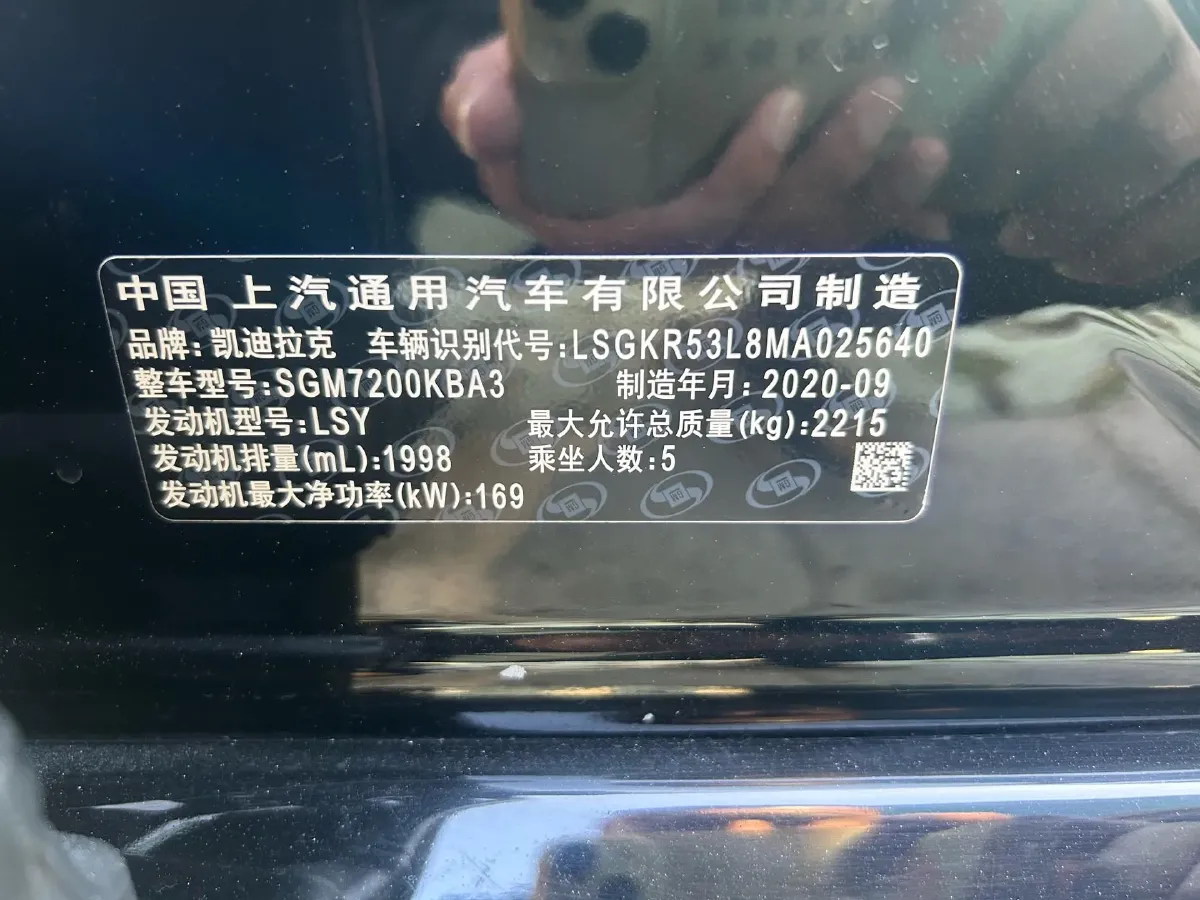 中国 上汽通用汽车有限公司制造
品牌:凯迪拉克 车辆识别代号:LSGKR53L8MA025640
整车型号:SGM7200KBA3 制造年月:2020-09
发动机型号:LSY 最大允许总质量(kg):2215
发动机排量(mL):1998 乘坐人数:5
发动机最大净功率(kW):169